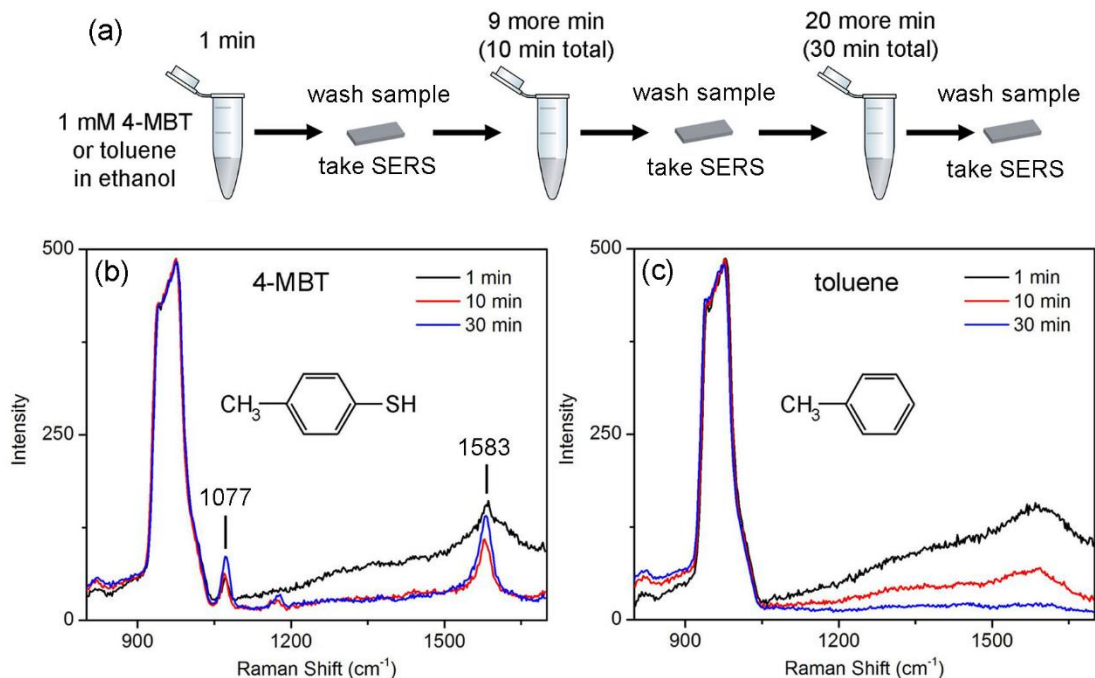 (a)
1 min
9 more min
(10 min total)
20 more min
(30 min total)
1 mM 4-MBT
or toluene
in ethanol
wash sample
take SERS
wash sample
take SERS
wash sample
take SERS
(b)
4-MBT
1 min
10 min
30 min
CH3
SH
1077
1583
500
250
0
Intensity
900
1200
1500
Raman Shift (cm-1)
(c)
toluene
1 min
10 min
30 min
CH3
500
250
0
Intensity
900
1200
1500
Raman Shift (cm-1)